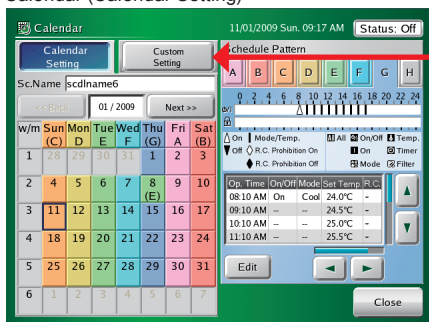 Calendar (Calendar Setting)
Calendar
11/01/2009 Sun. 09:17 AM
Status: Off
Calendar
Setting
Custom
Setting
Sc.Name scdlname6
<< Back
01 / 2009
Next >>
w/m Sun Mon Tue Wed Thu Fri Sat
(C) D E F (G) A (B)
1 28 29 30 31 1 2 3
2 4 5 6 7 8 9 10
(E)
3 11 12 13 14 15 16 17
4 18 19 20 21 22 23 24
5 25 26 27 28 29 30 31
6 1 2 3 4 5 6 7
Schedule Pattern
A B C D E F G H
0 2 4 6 8 10 12 14 16 18 20 22 24
On Mode/Temp. All On/Off Temp.
Off R.C. Prohibition On On Timer
R.C. Prohibition Off Mode Filter
Op. Time On/Off Mode Set Temp. R.C.
08:10 AM On Cool 24.0°C -
09:10 AM -- -- 24.5°C -
10:10 AM -- -- 25.0°C -
11:10 AM -- -- 25.5°C -
Edit
Close